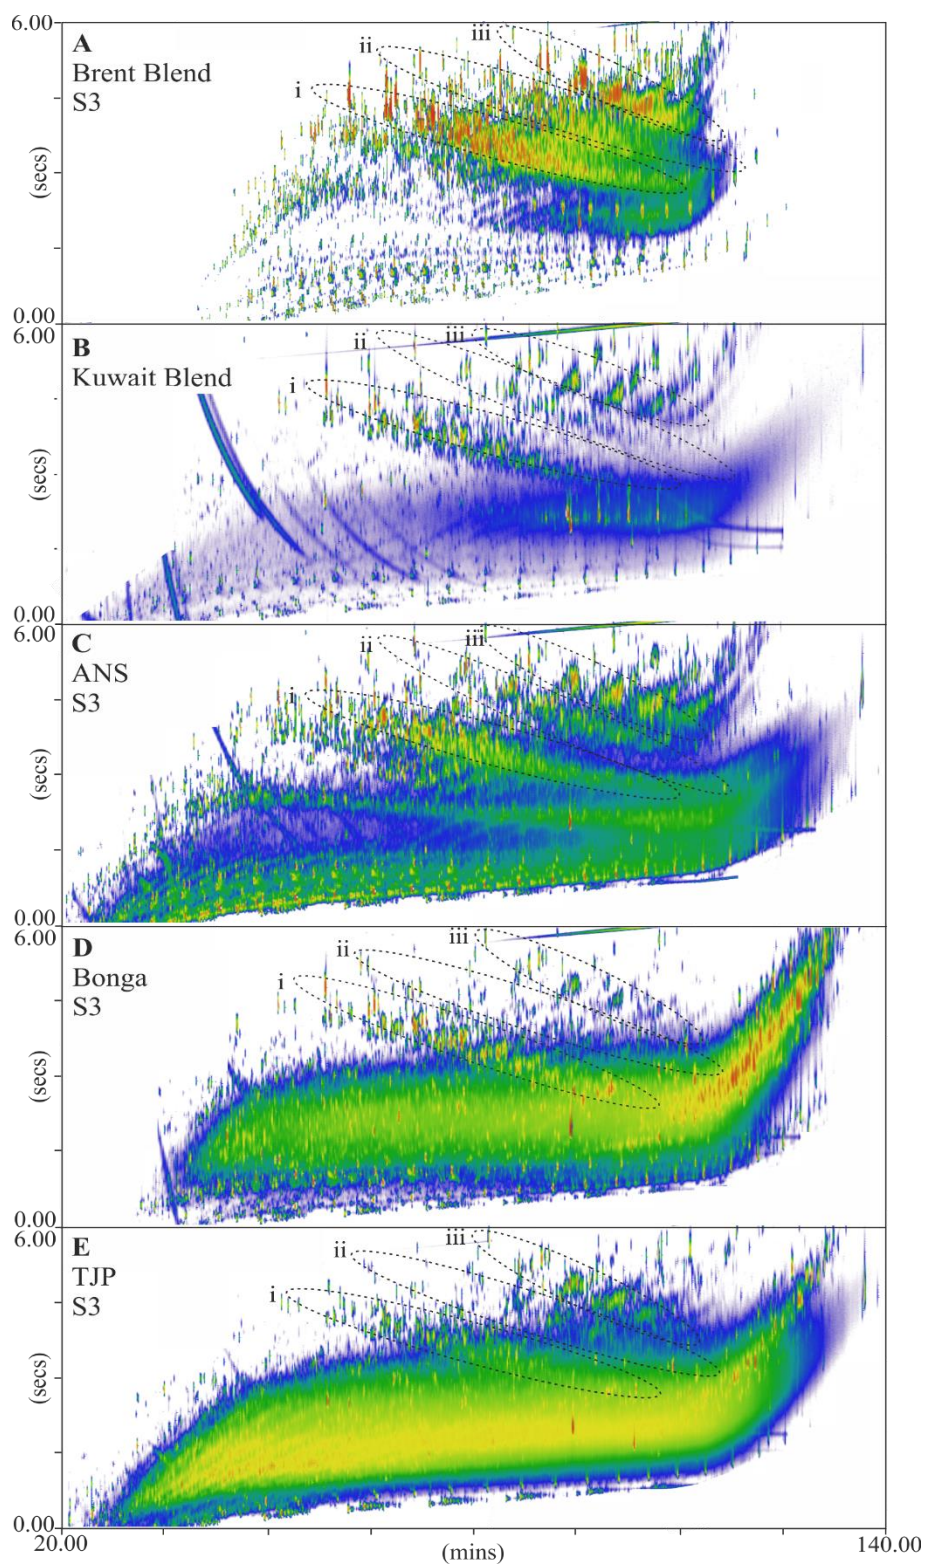 6.00
A
Brent Blend
S3
i
ii
iii
(secs)
0.00
6.00
B
Kuwait Blend
i
ii
iii
(secs)
0.00
6.00
C
ANS
S3
i
ii
iii
(secs)
0.00
6.00
D
Bonga
S3
i
ii
iii
(secs)
0.00
6.00
E
TJP
S3
i
ii
iii
(secs)
0.00
20.00
(mins)
140.00